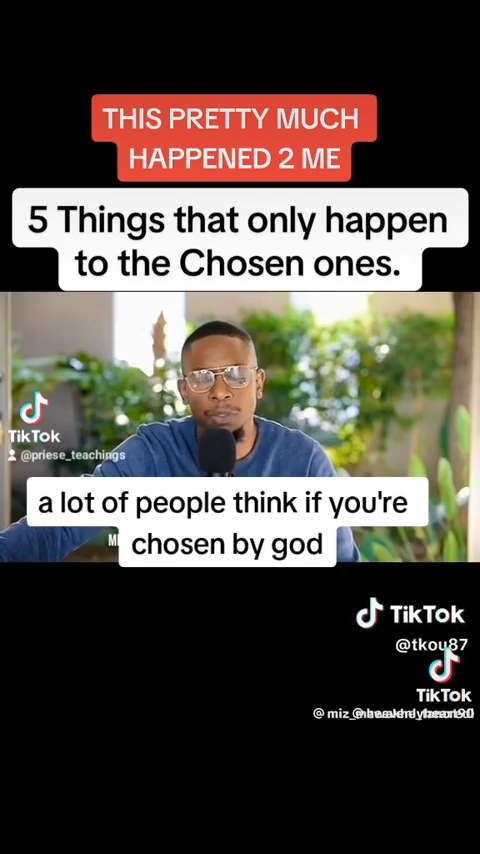 THIS PRETTY MUCH
HAPPENED 2 ME
5 Things that only happen
to the Chosen ones.
TikTok
@priese_teachings
a lot of people think if you're
chosen by god
TikTok
@tkou87
TikTok